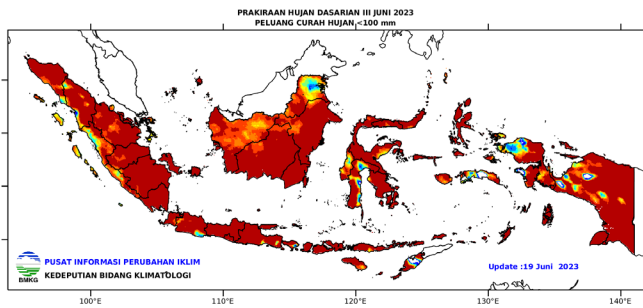 PRAKIRAAN HUJAN DASARIAN III JUNI 2023
PELUANG CURAH HUJAN <100 mm
PUSAT INFORMASI PERUBAHAN IKLIM
KEDEPUTIAN BIDANG KLIMATOLOGI
BMKG
Update :19 Juni 2023
100°E
110°E
120°E
130°E
140°E